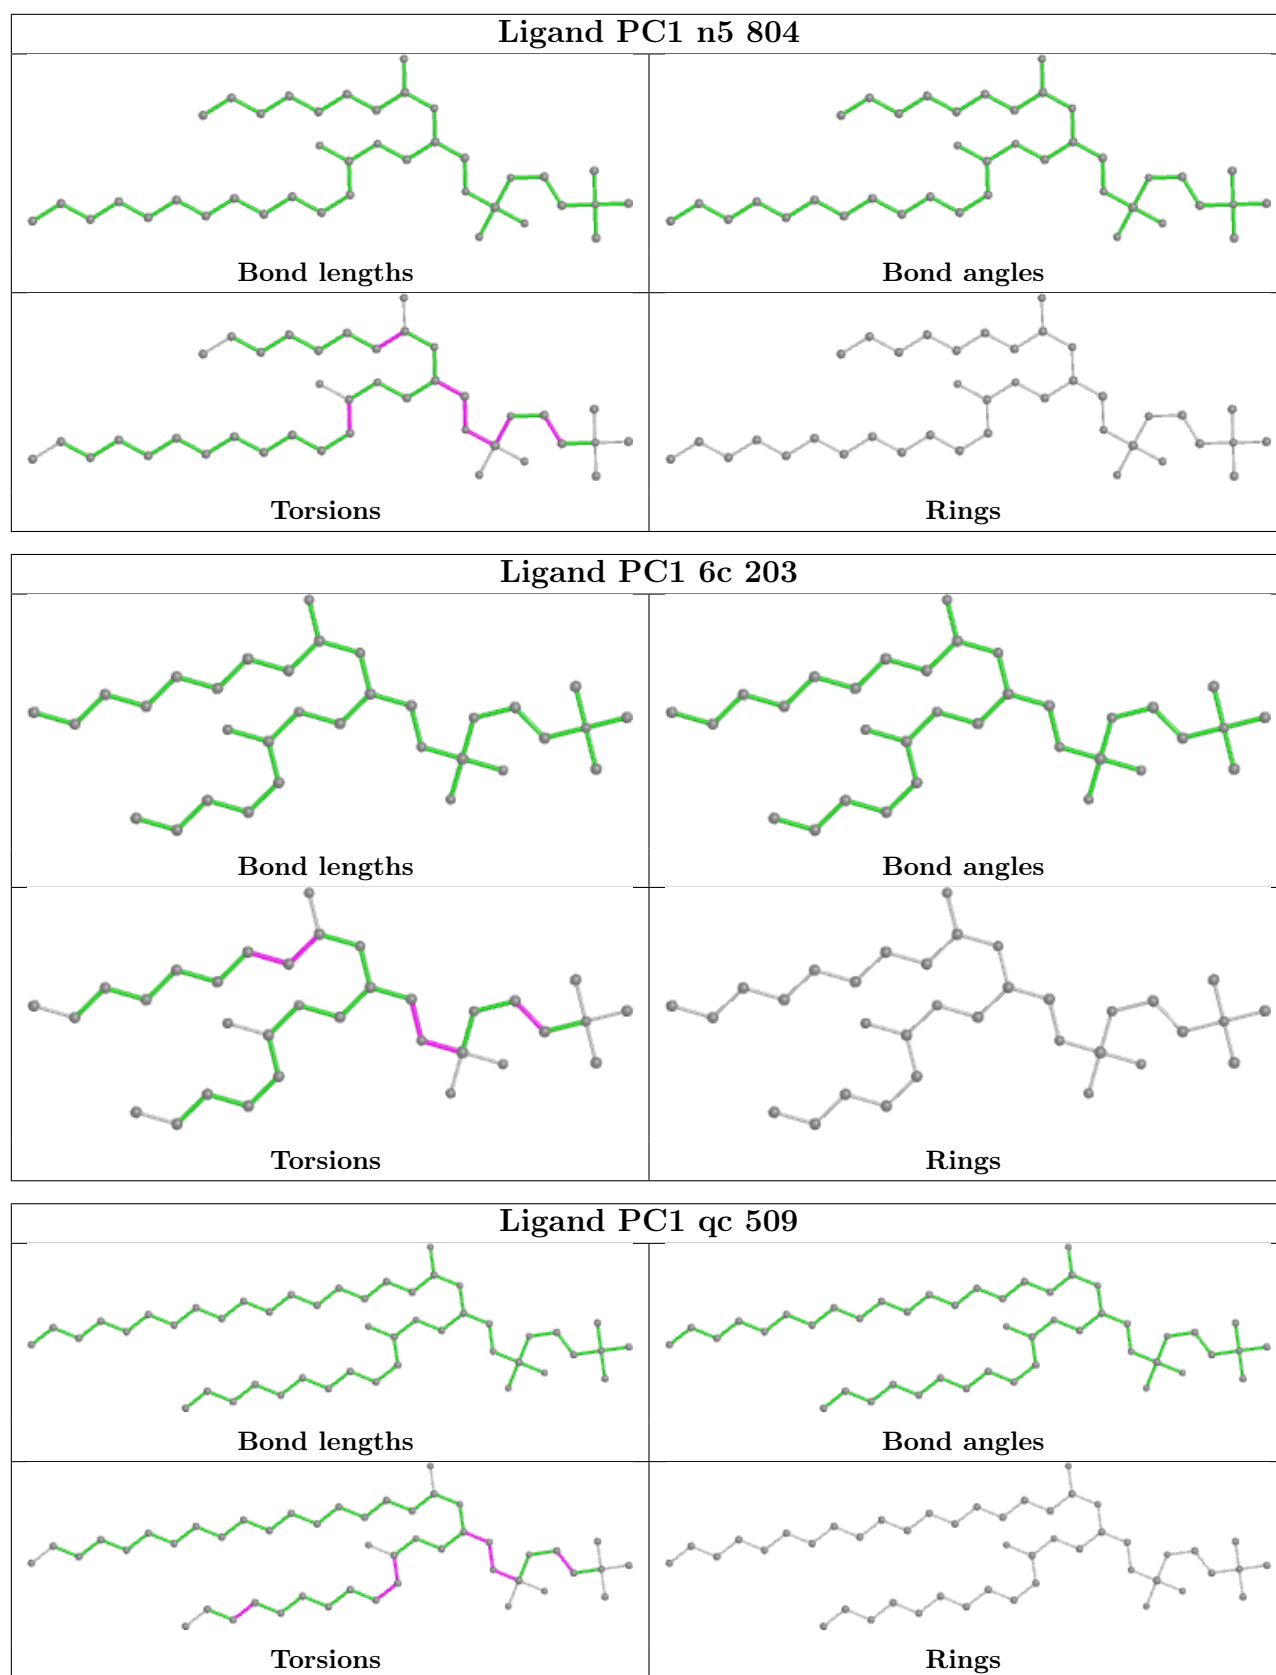 Ligand PC1 n5 804
Bond lengths
Bond angles
Torsions
Rings
Ligand PC1 6c 203
Bond lengths
Bond angles
Torsions
Rings
Ligand PC1 qc 509
Bond lengths
Bond angles
Torsions
Rings